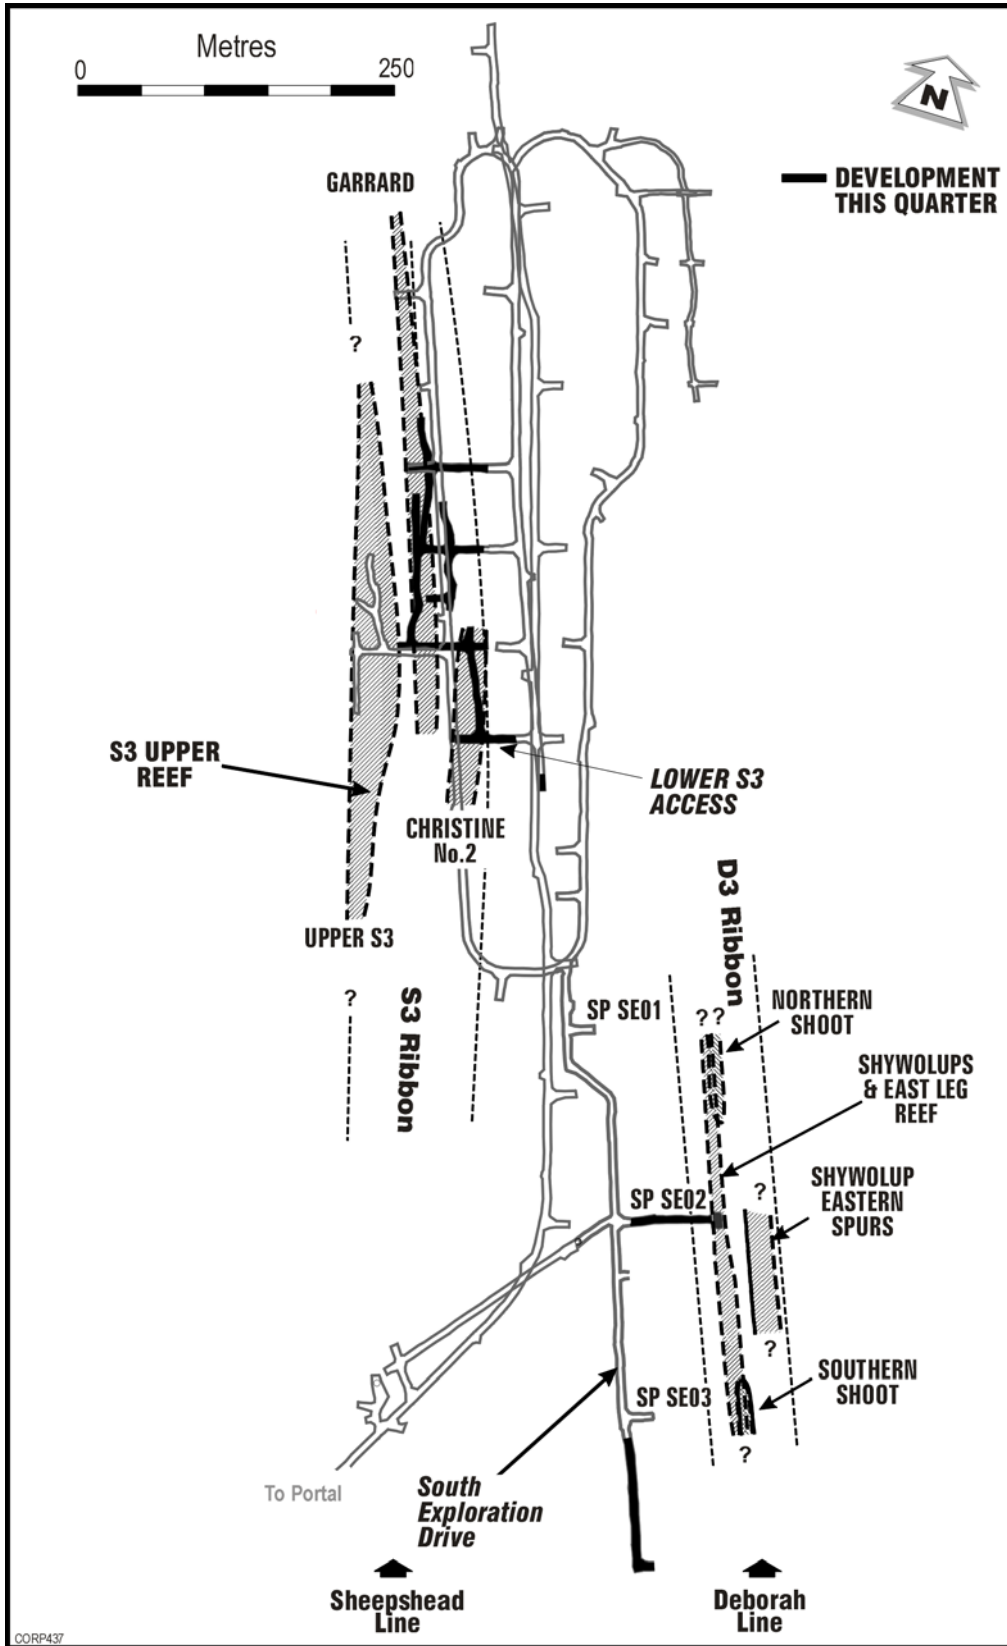 Metres
0 250
N
DEVELOPMENT
THIS QUARTER
GARRARD
?
S3 UPPER
REEF
LOWER S3
ACCESS
CHRISTINE
No.2
UPPER S3
D3 Ribbon
?
S3 Ribbon
SP SE01
? ?
NORTHERN
SHOOT
SHYWOLUPS
& EAST LEG
REEF
SP SE02
?
SHYWOLUP
EASTERN
SPURS
?
SP SE03
SOUTHERN
SHOOT
?
To Portal
South
Exploration
Drive
Sheepshead
Line
Deborah
Line
CORP437